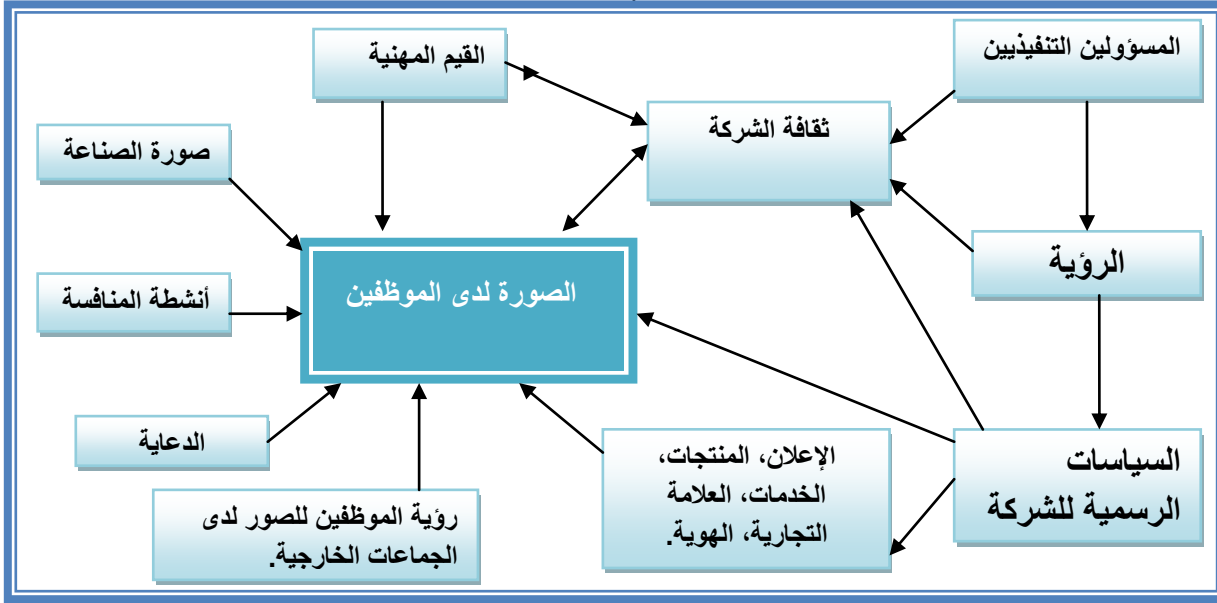 المسؤولين التنفيذيين
القيم المهنية
ثقافة الشركة
صورة الصناعة
الرؤية
أنشطة المنافسة
الصورة لدى الموظفين
الدعاية
السياسات
الرسمية للشركة
الإعلان، المنتجات،
الخدمات، العلامة
التجارية، الهوية.
رؤية الموظفين للصور لدى
الجماعات الخارجية.